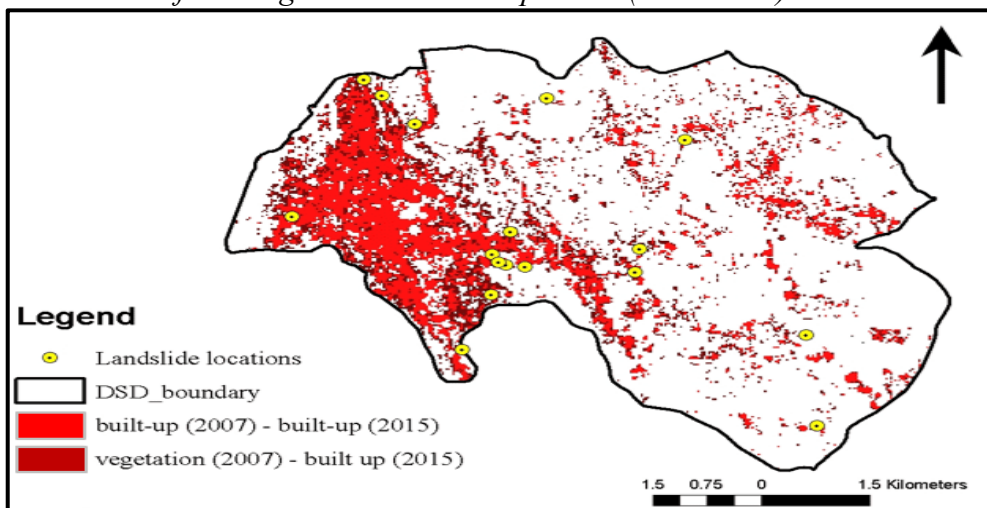 Legend
Landslide locations
DSD_boundary
built-up (2007) - built-up (2015)
vegetation (2007) - built up (2015)
1.5 0.75 0 1.5 Kilometers